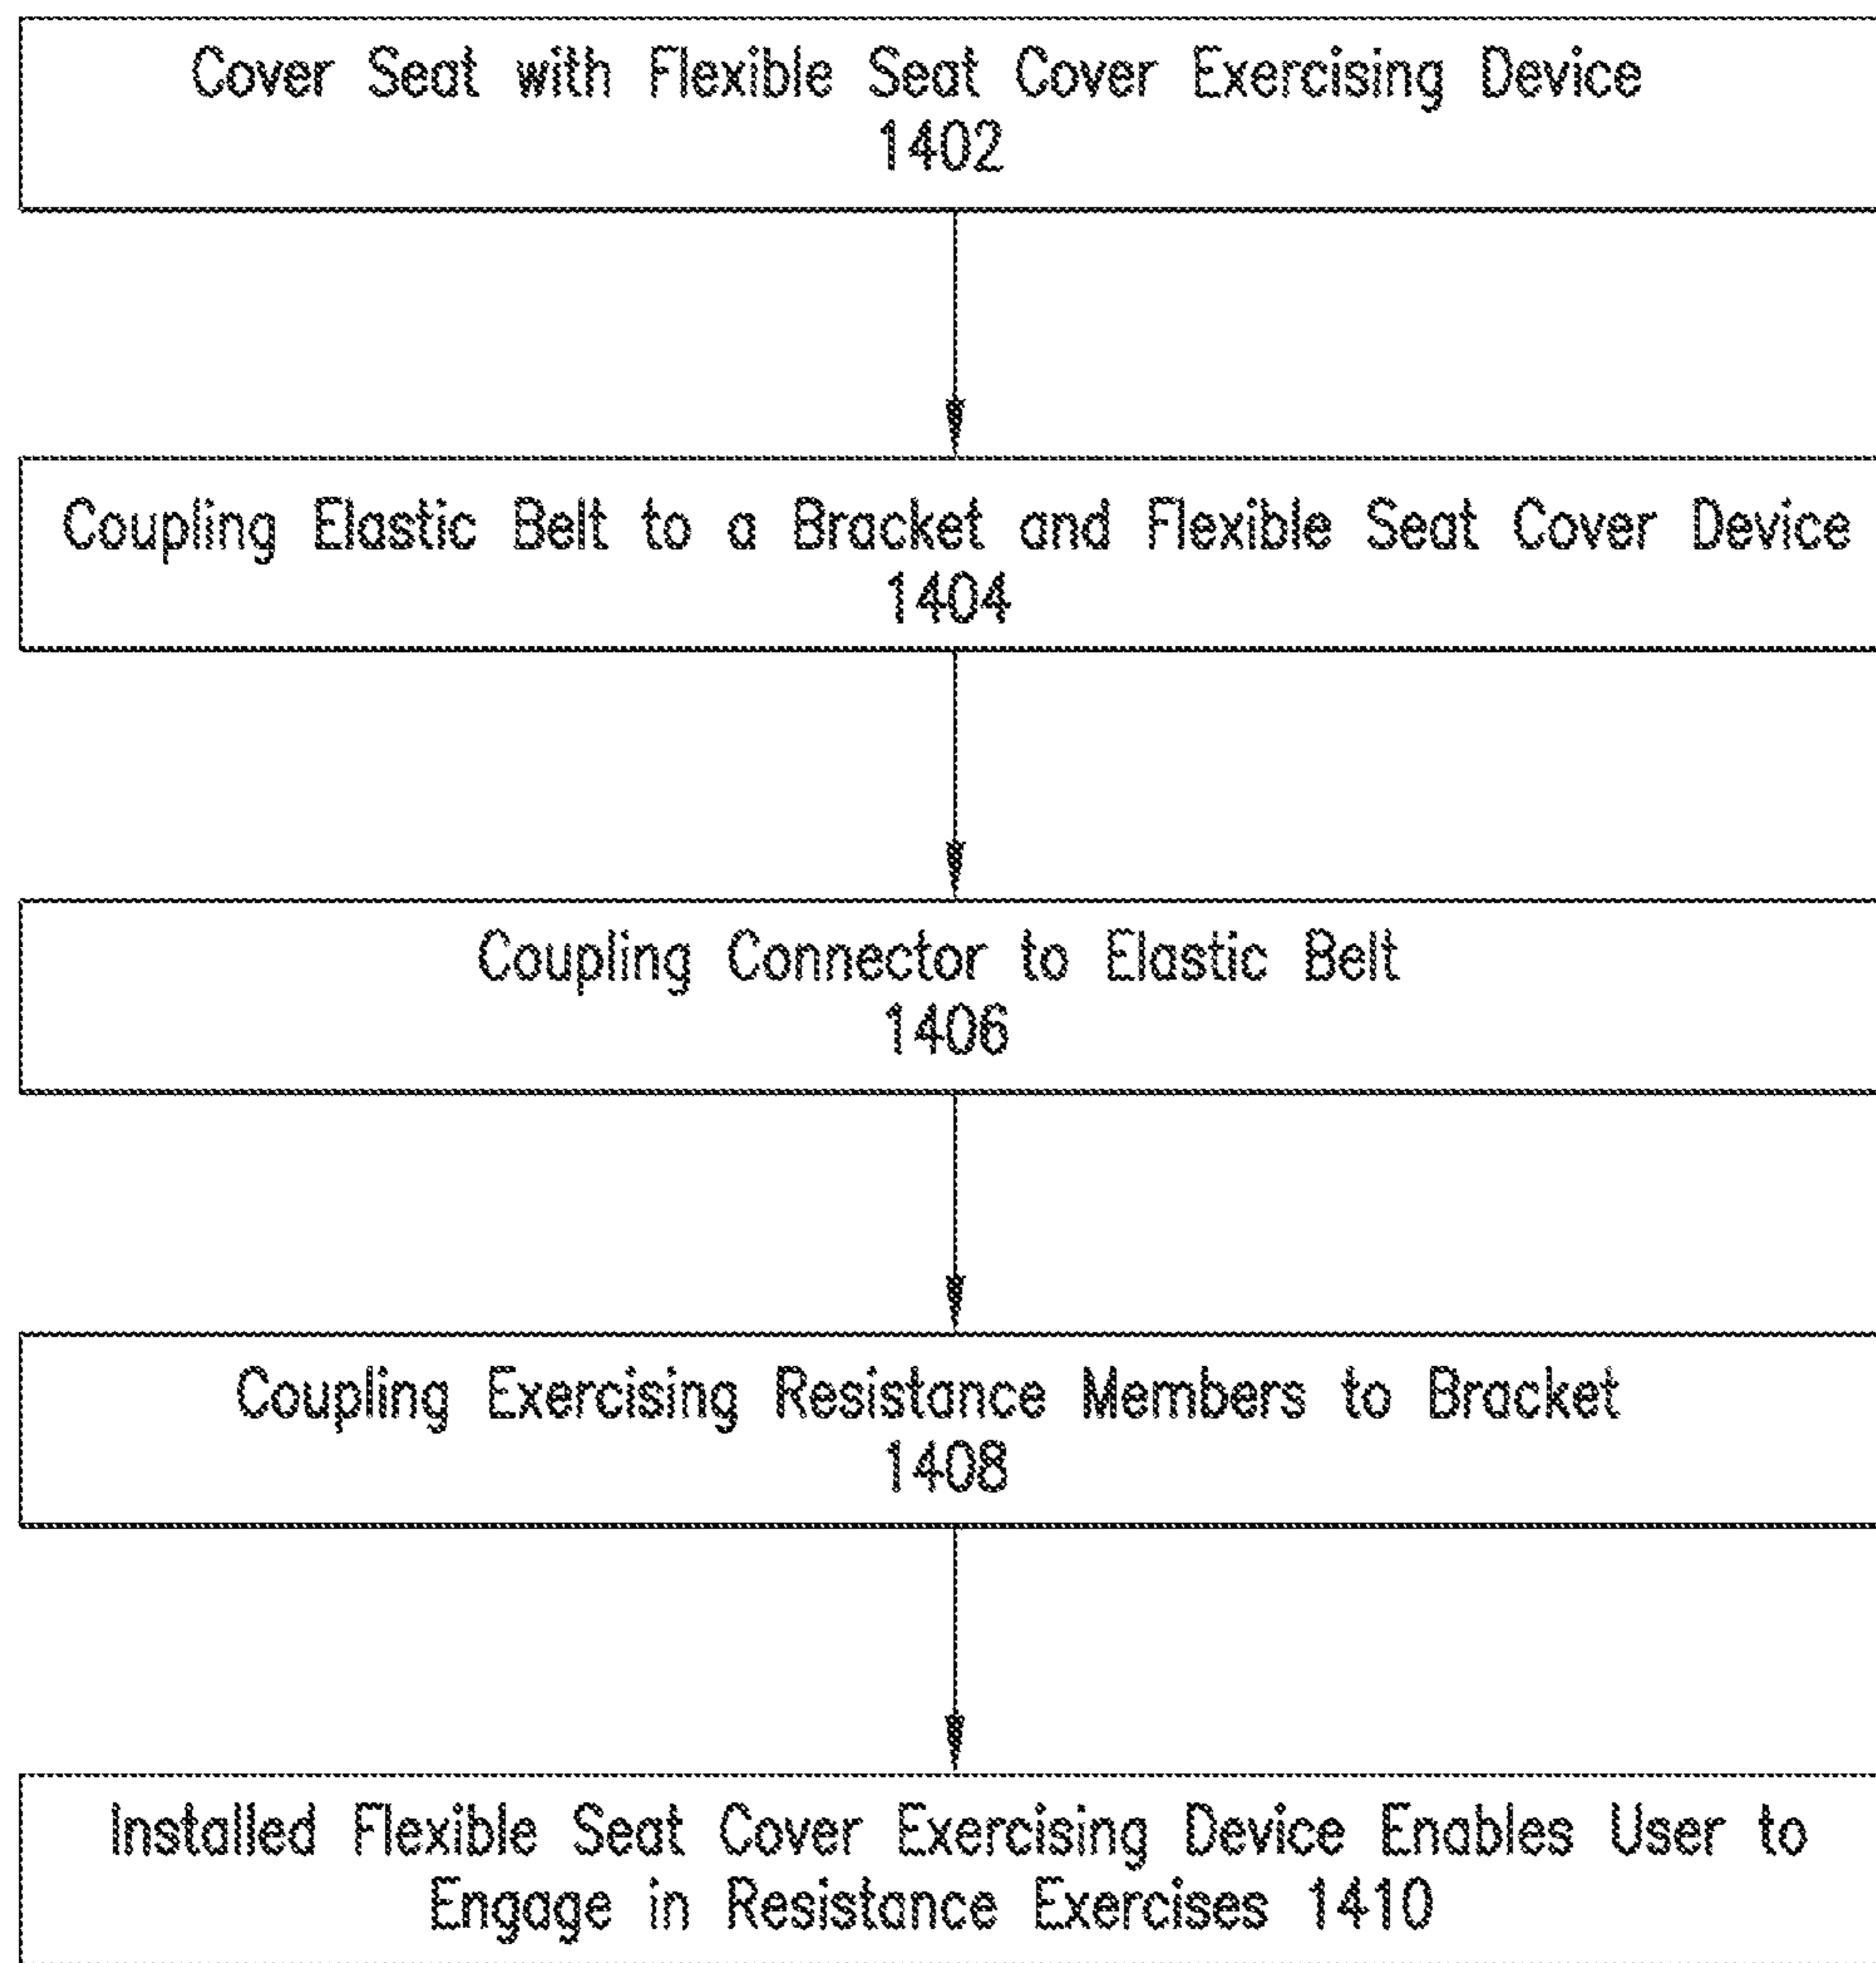 Cover Seat with Flexible Seat Cover Exercising Device
1402
Coupling Elastic Belt to a Bracket and Flexible Seat Cover Device
1404
Coupling Connector to Elastic Belt
1406
Coupling Exercising Resistance Members to Bracket
1408
Installed Flexible Seat Cover Exercising Device Enables User to
Engage in Resistance Exercises 1410